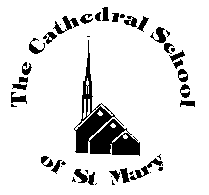 The Cathedral School
of St Mary